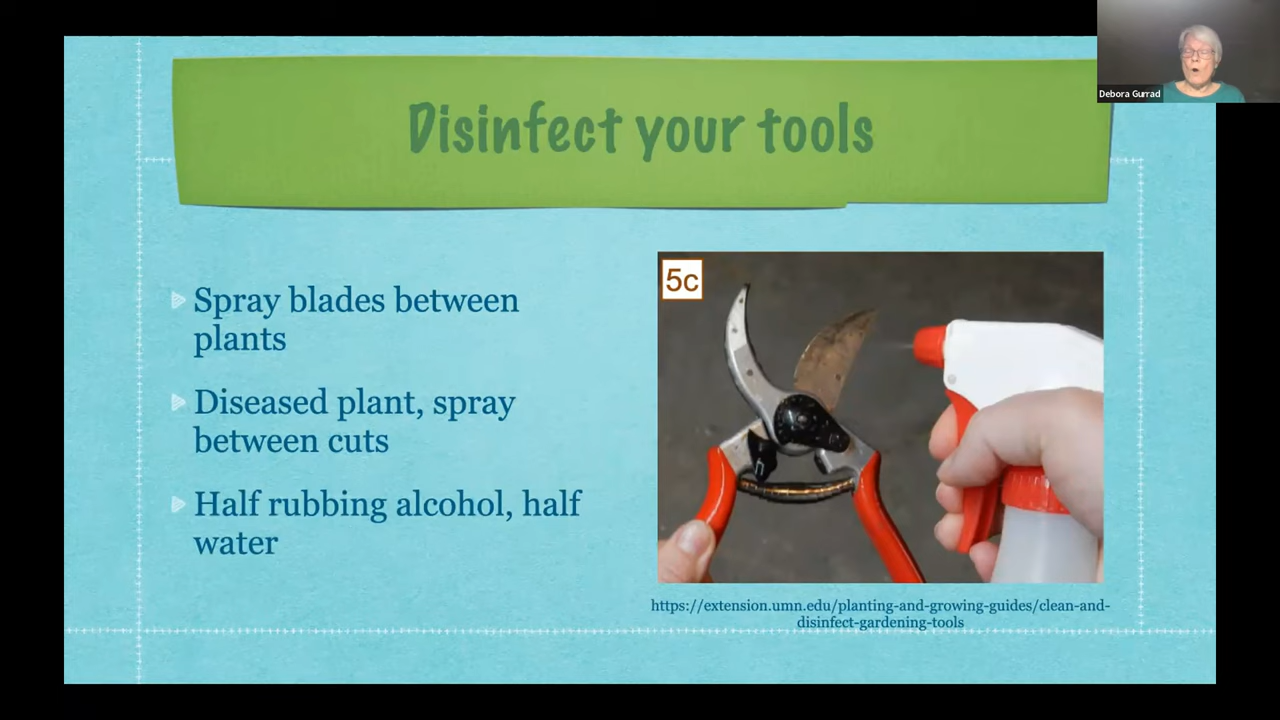 Disinfect your tools
Debora Gurrad
Spray blades between
plants
Diseased plant, spray
between cuts
Half rubbing alcohol, half
water
5c
https://extension.umn.edu/planting-and-growing-guides/clean-and-
disinfect-gardening-tools